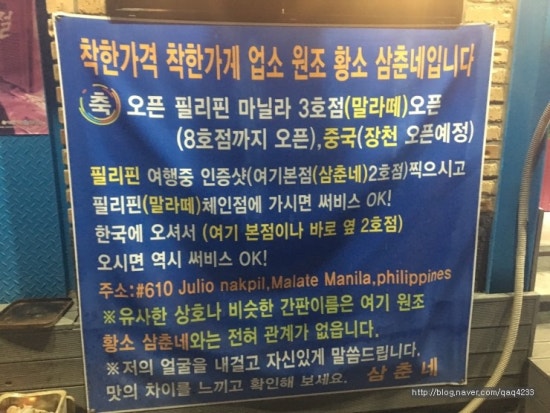 착한가격 착한가게 업소 원조 황소 삼춘네입니다
축 오픈 필리핀 마닐라 3호점(말라떼)오픈
(8호점까지 오픈),중국(장천 오픈예정)
필리핀 여행중 인증샷(여기본점(삼춘네)2호점)찍으시고
필리핀(말라떼)체인점에 가시면 써비스 OK!
한국에 오셔서 (여기 본점이나 바로 옆 2호점)
오시면 역시 써비스 OK!
주소:#610 Julio nakpil,Malate Manila,philippines
※유사한 상호나 비슷한 간판이름은 여기 원조
황소 삼춘네와는 전혀 관계가 없읍니다.
※저의 얼굴을 내걸고 자신있게 말씀드립니다.
맛의 차이를 느끼고 확인해 보세요. 삼춘네
http://blog.naver.com/qaq4233